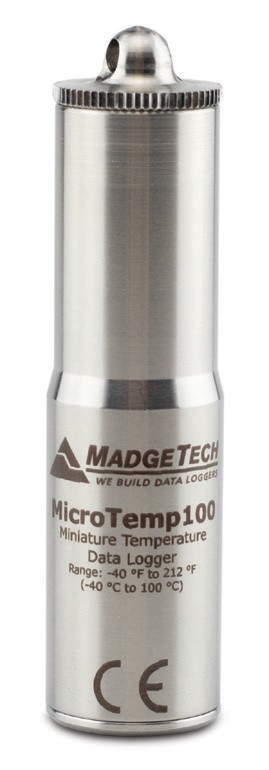 MADGETECH
WE BUILD DATA LOGGERS
MicroTemp100
Miniature Temperature
Data Logger
Range: -40 °F to 212 °F
(-40 °C to 100 °C)
CE